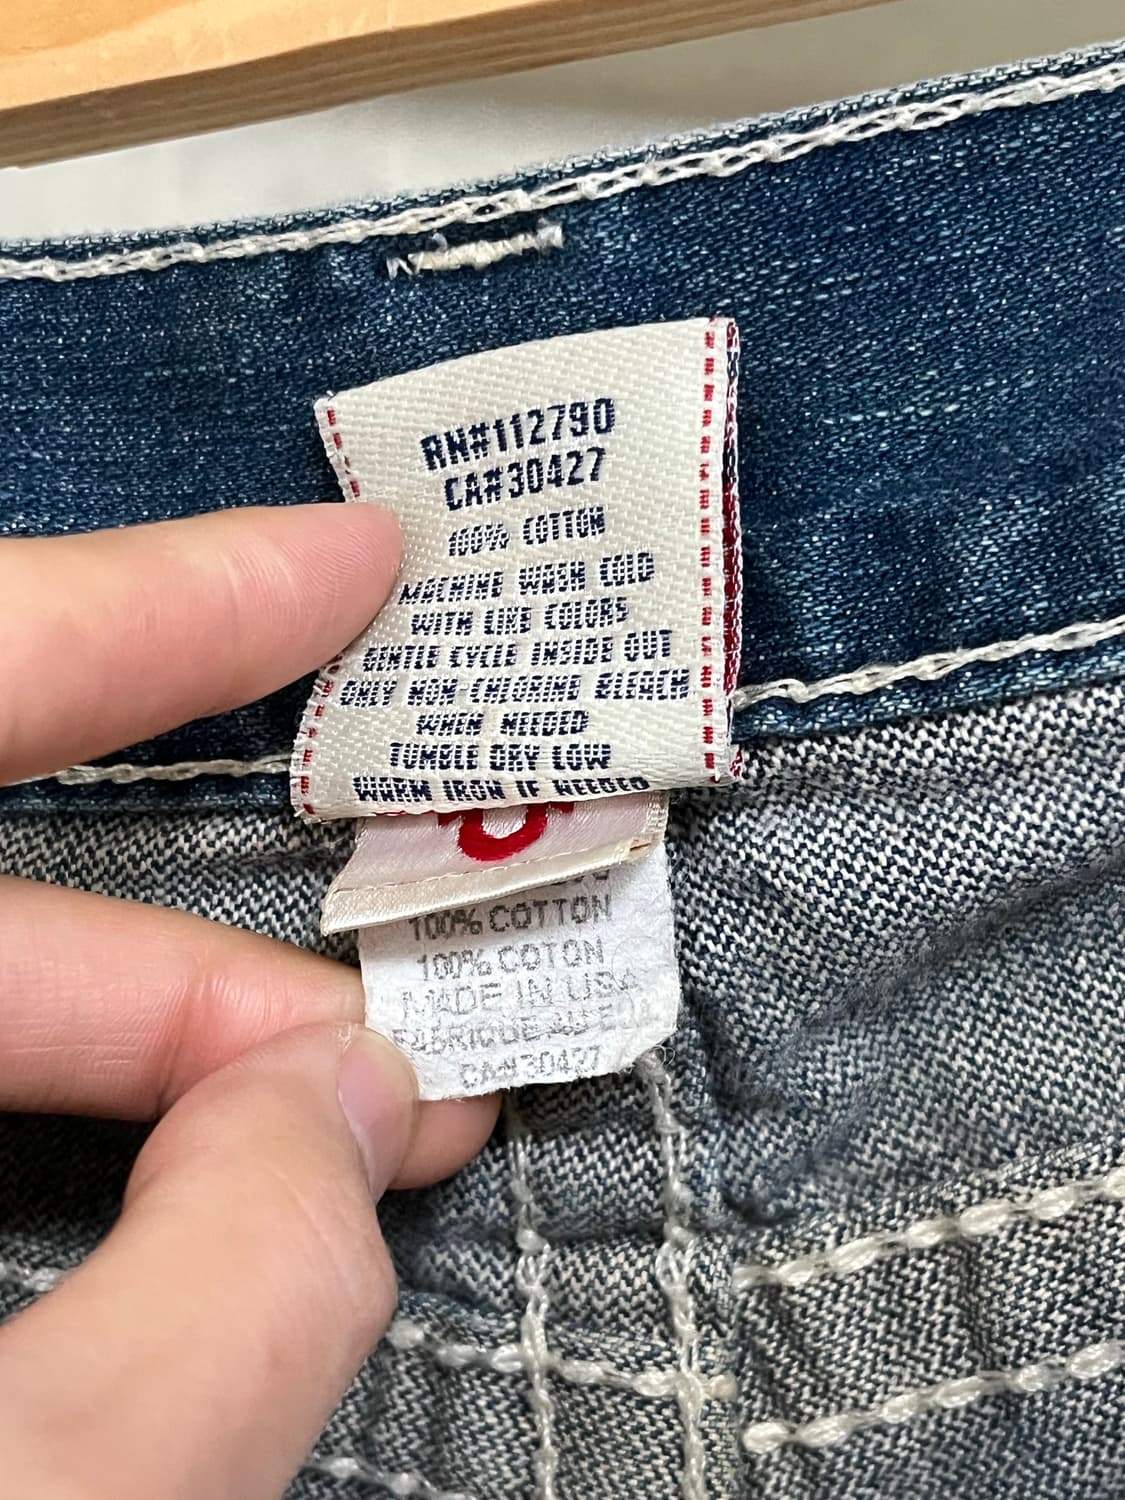 RN#112790
CA#30427
100% COTTON
MACHINE WASH COLD
WITH LIKE COLORS
GENTLE CYCLE INSIDE OUT
ONLY NON-CHLORINE BLEACH
WHEN NEEDED
TUMBLE DRY LOW
WARM IRON IF NEEDED
100% COTTON
100% COTON
MADE IN USA
FABRIQUE AU E.U.
CA# 30427